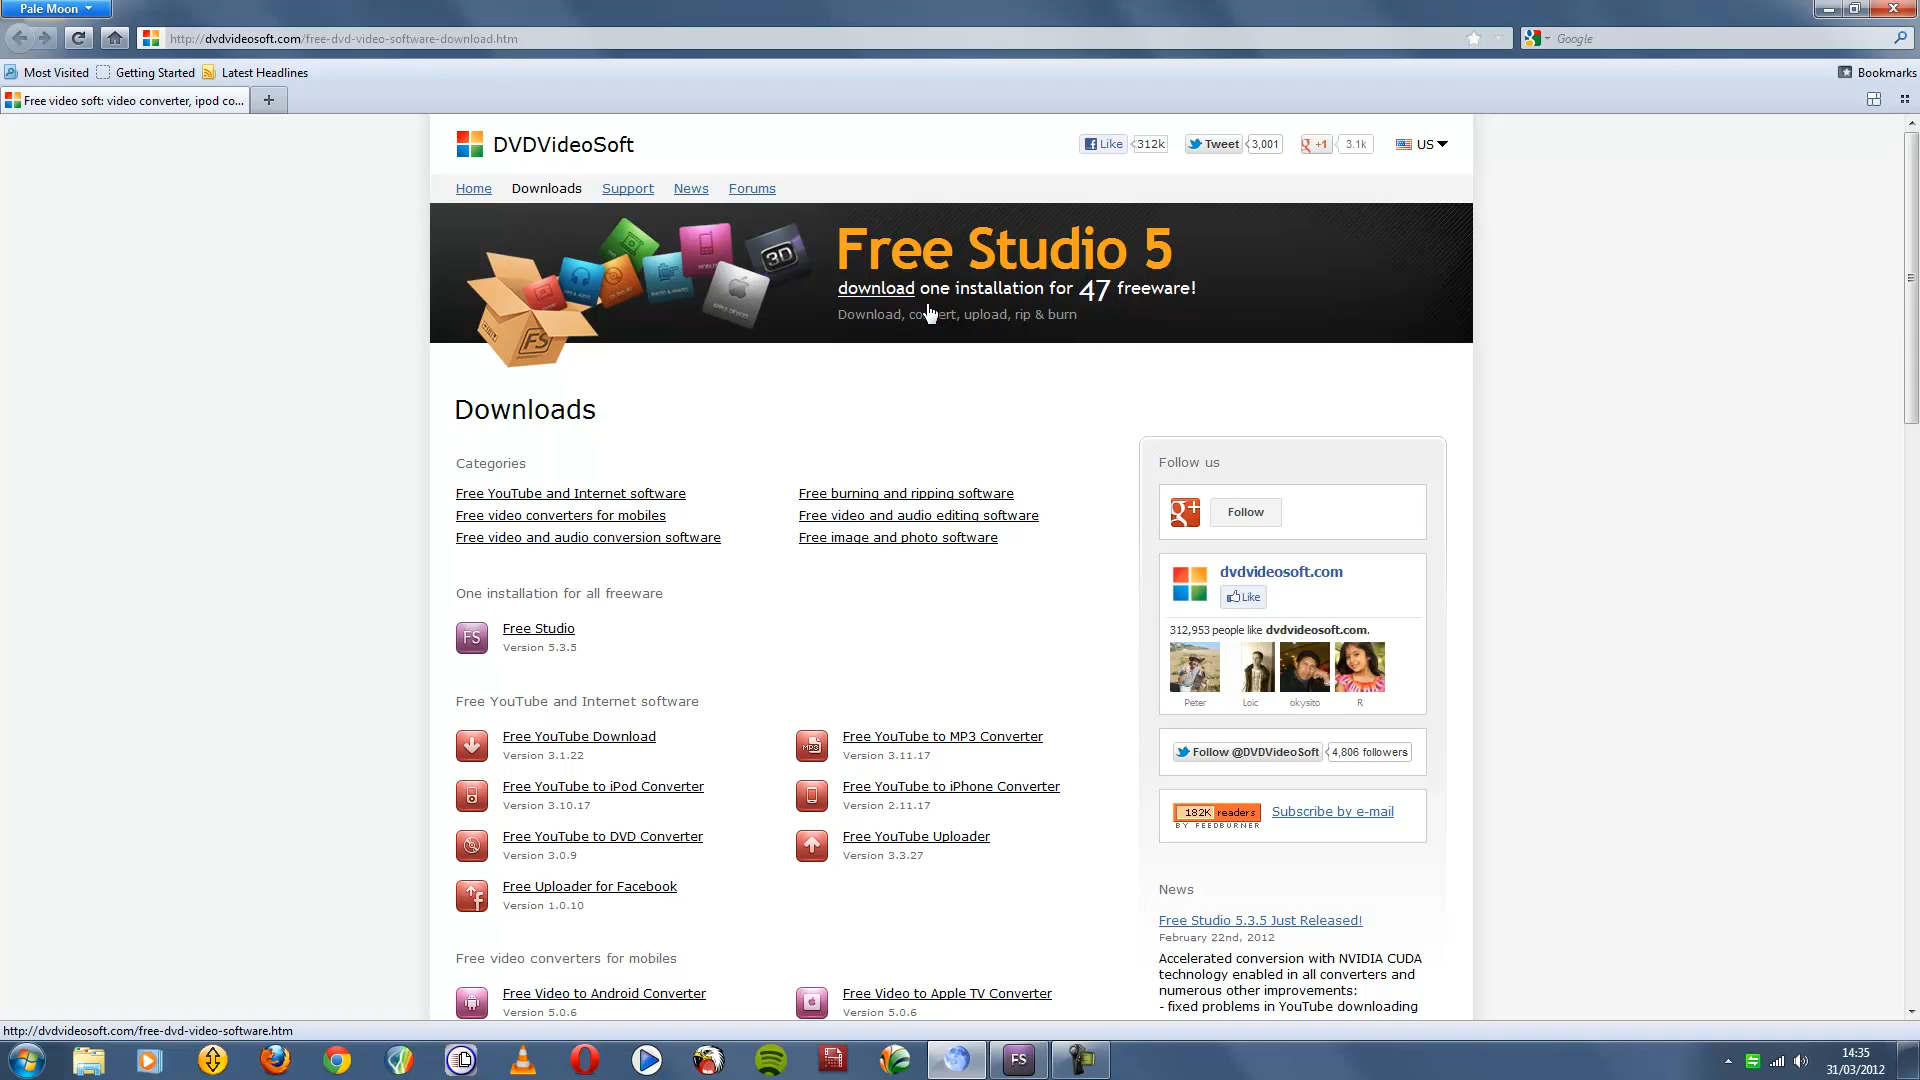 Pale Moon
http://dvdvideosoft.com/free-dvd-video-software-download.htm
Google
Most Visited
Getting Started
Latest Headlines
Bookmarks
Free video soft: video converter, ipod co...
DVDVideoSoft
Like
312k
Tweet
3,001
+1
3.1k
US
Home
Downloads
Support
News
Forums
3D
FS
Free Studio 5
download one installation for 47 freeware!
Download, convert, upload, rip & burn
Downloads
Categories
Free YouTube and Internet software
Free burning and ripping software
Free video converters for mobiles
Free video and audio editing software
Free video and audio conversion software
Free image and photo software
One installation for all freeware
FS
Free Studio
Version 5.3.5
Free YouTube and Internet software
Free YouTube Download
Version 3.1.22
MP3
Free YouTube to MP3 Converter
Version 3.11.17
Free YouTube to iPod Converter
Version 3.10.17
Free YouTube to iPhone Converter
Version 2.11.17
Free YouTube to DVD Converter
Version 3.0.9
Free YouTube Uploader
Version 3.3.27
Free Uploader for Facebook
Version 1.0.10
Free video converters for mobiles
Free Video to Android Converter
Version 5.0.6
Free Video to Apple TV Converter
Version 5.0.6
Follow us
g+
Follow
dvdvideosoft.com
Like
312,953 people like dvdvideosoft.com.
Peter
Loic
okysito
R
Follow @DVDVideoSoft
4,806 followers
182K readers
BY FEEDBURNER
Subscribe by e-mail
News
Free Studio 5.3.5 Just Released!
February 22nd, 2012
Accelerated conversion with NVIDIA CUDA
technology enabled in all converters and
numerous other improvements:
- fixed problems in YouTube downloading
http://dvdvideosoft.com/free-dvd-video-software.htm
FS
14:35
31/03/2012